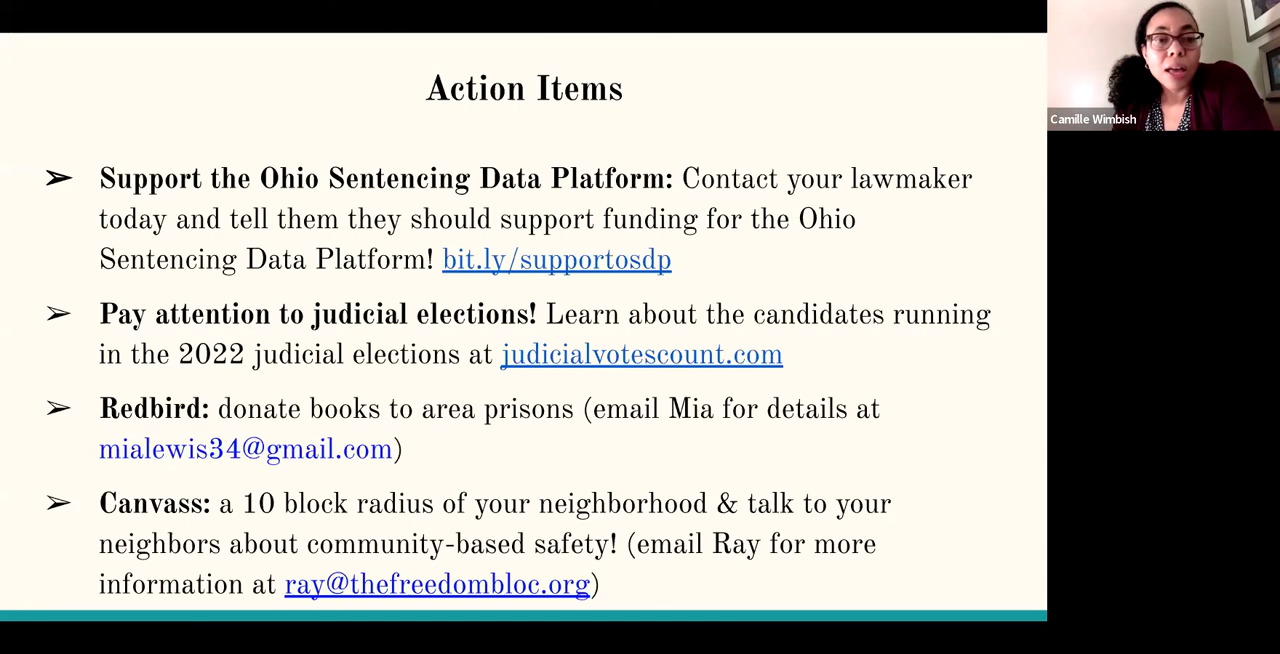 Action Items
➢ Support the Ohio Sentencing Data Platform: Contact your lawmaker
today and tell them they should support funding for the Ohio
Sentencing Data Platform! bit.ly/supportosdp
➢ Pay attention to judicial elections! Learn about the candidates running
in the 2022 judicial elections at judicialvotescount.com
➢ Redbird: donate books to area prisons (email Mia for details at
mialewis34@gmail.com)
➢ Canvass: a 10 block radius of your neighborhood & talk to your
neighbors about community-based safety! (email Ray for more
information at ray@thefreedombloc.org)
Camille Wimbish